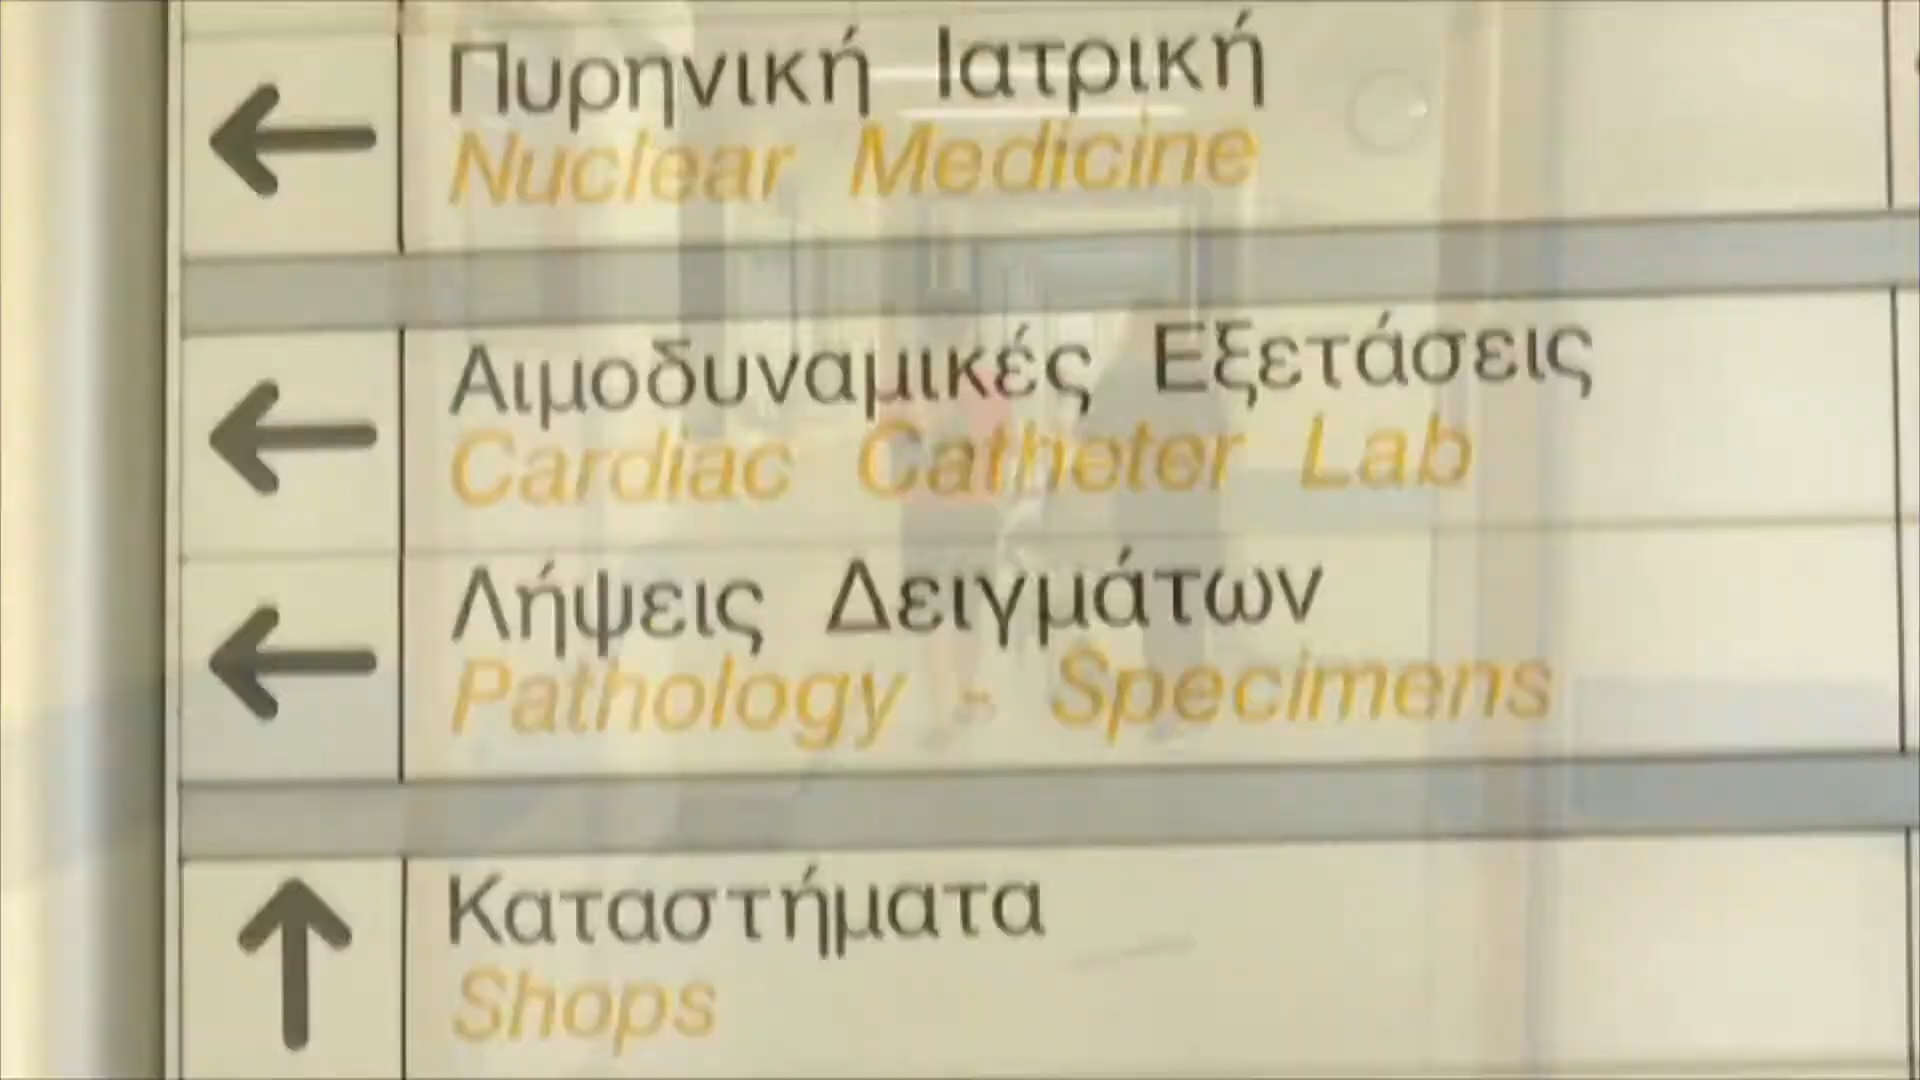 Πυρηνική Ιατρική
Nuclear Medicine
Αιμοδυναμικές Εξετάσεις
Cardiac Catheter Lab
Λήψεις Δειγμάτων
Pathology - Specimens
Καταστήματα
Shops